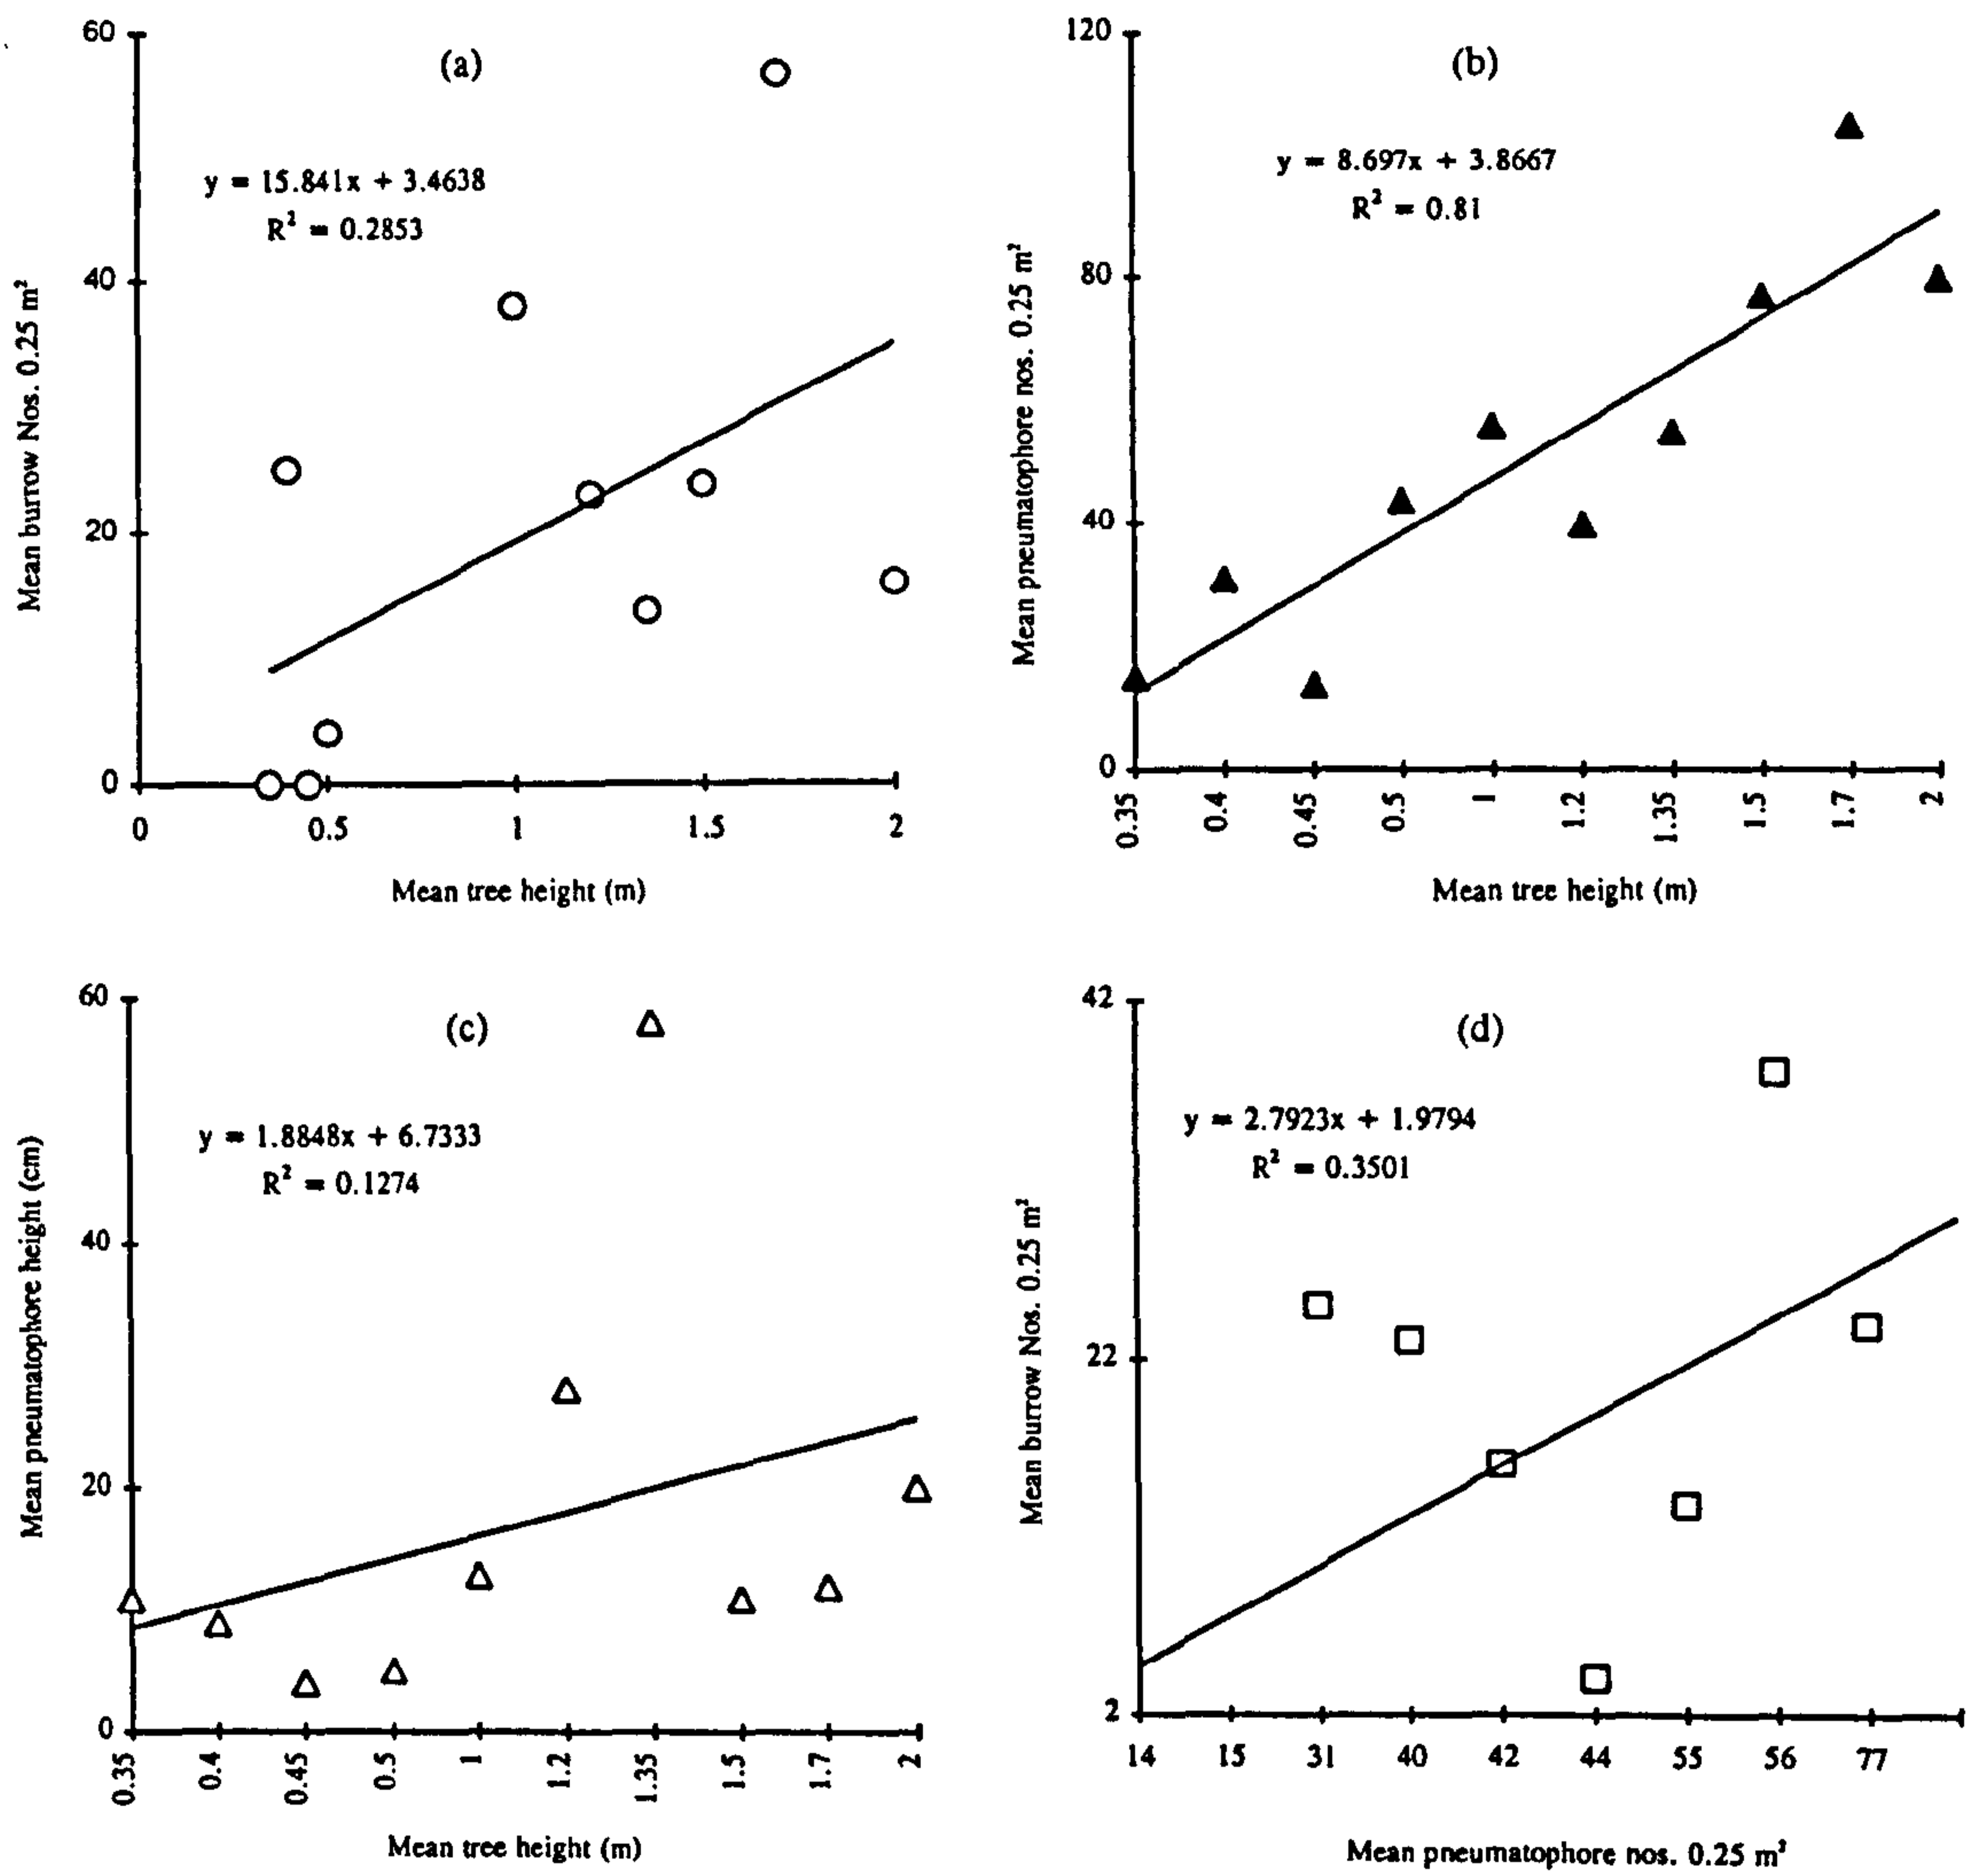 (a)
60
40
20
0
y = 15.841x + 3.4638
R² = 0.2853
Mean burrow Nos. 0.25 m²
0 0.5 1 1.5 2
Mean tree height (m)
(b)
120
80
40
0
y = 8.697x + 3.8667
R² = 0.81
Mean pneumatophore nos. 0.25 m²
0.35 0.4 0.45 0.5 1 1.2 1.35 1.5 1.7 2
Mean tree height (m)
(c)
60
40
20
0
y = 1.8848x + 6.7333
R² = 0.1274
Mean pneumatophore height (cm)
0.35 0.4 0.45 0.5 1 1.2 1.35 1.5 1.7 2
Mean tree height (m)
(d)
42
22
2
y = 2.7923x + 1.9794
R² = 0.3501
Mean burrow Nos. 0.25 m²
14 15 31 40 42 44 55 56 77
Mean pneumatophore nos. 0.25 m²